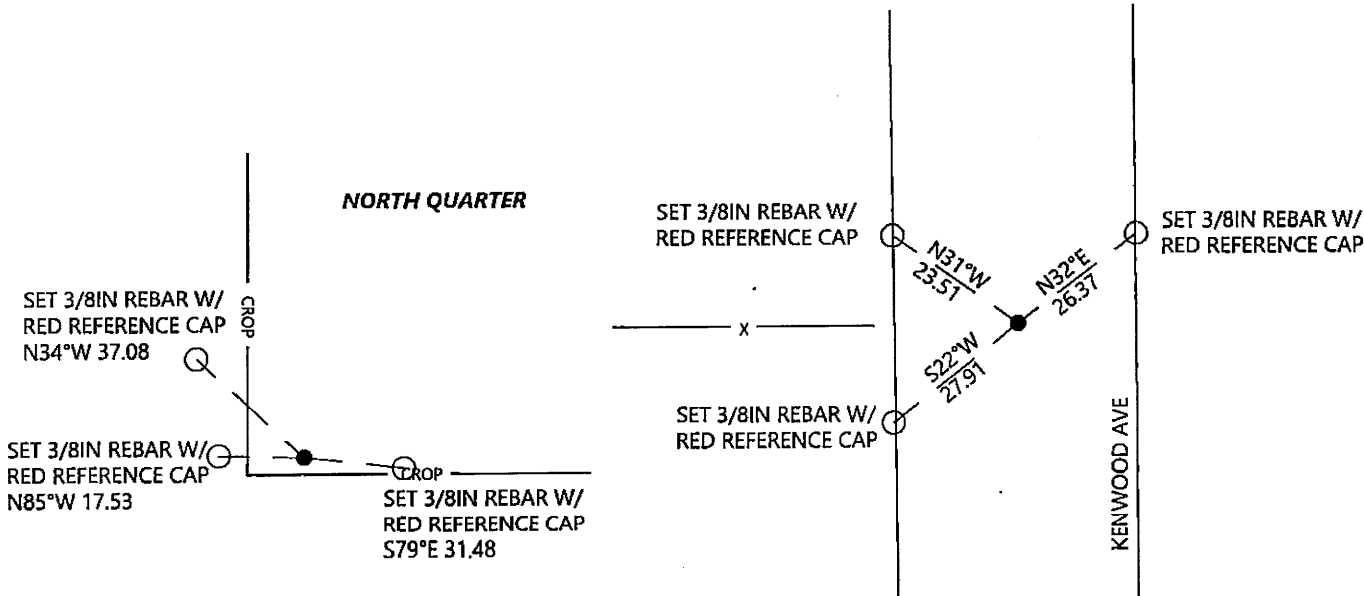 NORTH QUARTER
SET 3/8IN REBAR W/
RED REFERENCE CAP
N34°W 37.08
CROP
SET 3/8IN REBAR W/
RED REFERENCE CAP
N85°W 17.53
CROP
SET 3/8IN REBAR W/
RED REFERENCE CAP
S79°E 31.48
SET 3/8IN REBAR W/
RED REFERENCE CAP
N31°W
23.51
N32°E
26.37
SET 3/8IN REBAR W/
RED REFERENCE CAP
X
S22°W
27.91
SET 3/8IN REBAR W/
RED REFERENCE CAP
KENWOOD AVE